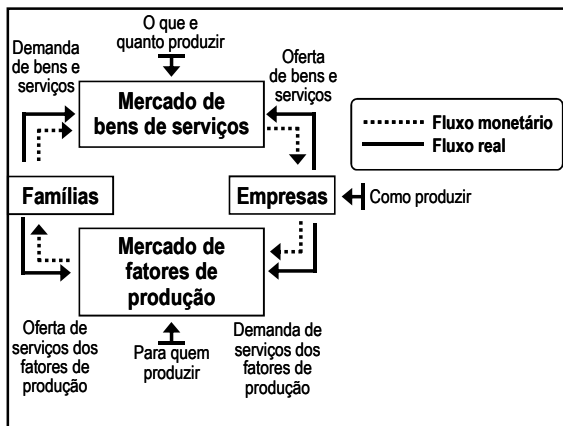 O que e
quanto produzir
Demanda
de bens e
serviços
Oferta
de bens e
serviços
Mercado de
bens de serviços
Fluxo monetário
Fluxo real
Famílias
Empresas
Como produzir
Mercado de
fatores de
produção
Oferta de
serviços dos
fatores de
produção
Para quem
produzir
Demanda de
serviços dos
fatores de
produção